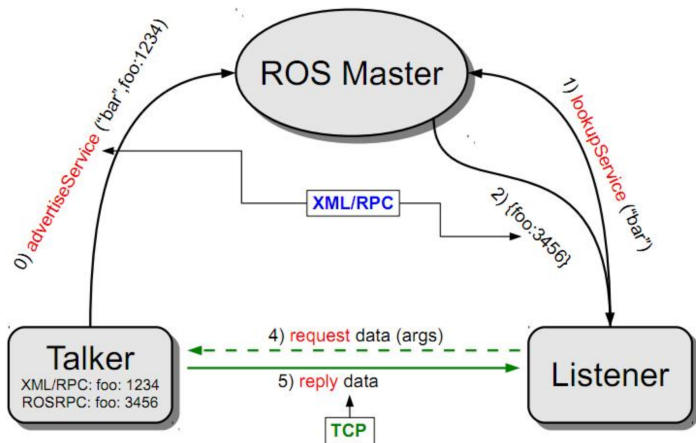 ROS Master
0) advertiseService ("bar",foo:1234)
1) lookupService ("bar")
XML/RPC
2) {foo:3456}
4) request data (args)
5) reply data
Talker
XML/RPC: foo: 1234
ROSRPC: foo: 3456
Listener
TCP